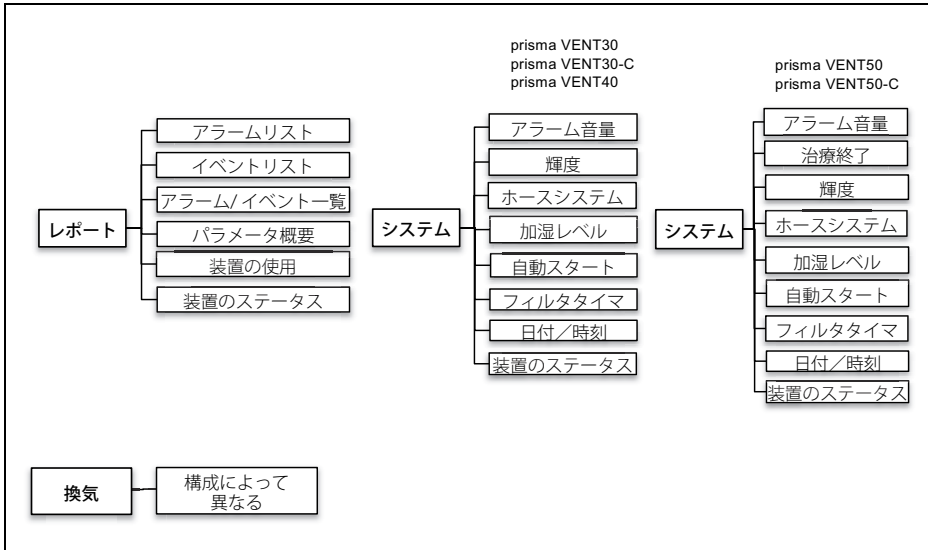 レポート
アラームリスト
イベントリスト
アラーム/ イベント一覧
パラメータ概要
装置の使用
装置のステータス
prisma VENT30
prisma VENT30-C
prisma VENT40
システム
アラーム音量
輝度
ホースシステム
加湿レベル
自動スタート
フィルタタイマ
日付／時刻
装置のステータス
prisma VENT50
prisma VENT50-C
システム
アラーム音量
治療終了
輝度
ホースシステム
加湿レベル
自動スタート
フィルタタイマ
日付／時刻
装置のステータス
換気
構成によって
異なる